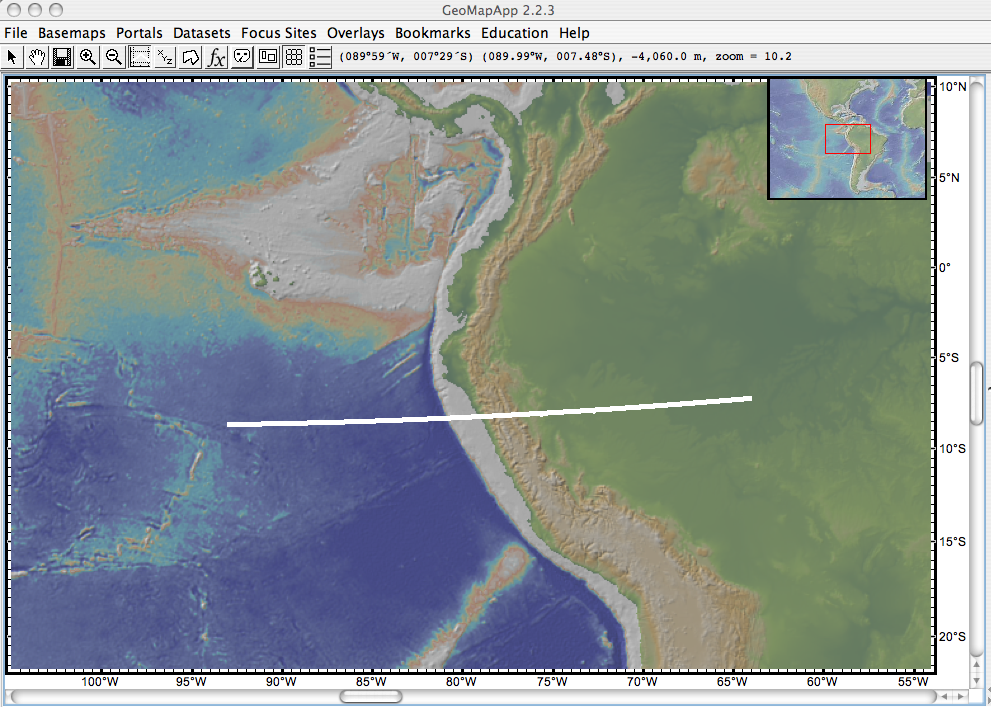 GeoMapApp 2.2.3
File Basemaps Portals Datasets Focus Sites Overlays Bookmarks Education Help
XYZ fx (089°59´W, 007°29´S) (089.99°W, 007.48°S), -4,060.0 m, zoom = 10.2
10°N
5°N
0°
5°S
10°S
15°S
20°S
100°W 95°W 90°W 85°W 80°W 75°W 70°W 65°W 60°W 55°W